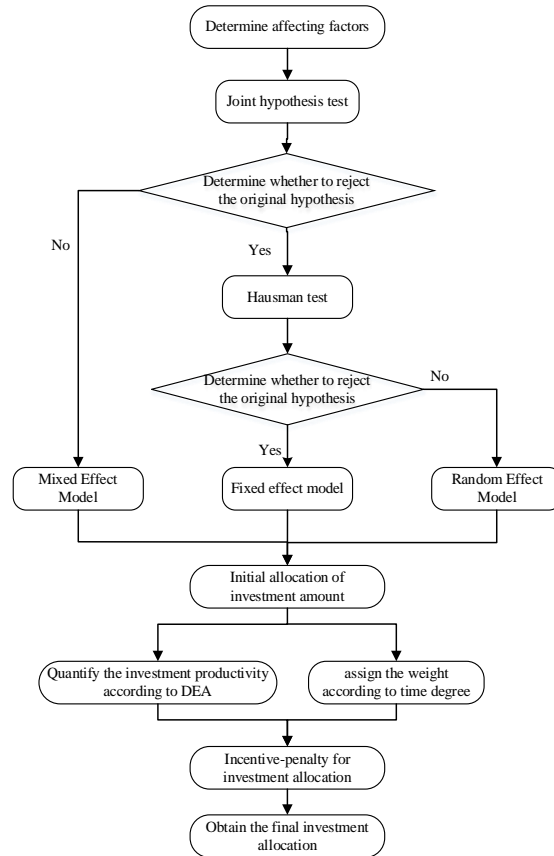 Determine affecting factors
Joint hypothesis test
Determine whether to reject
the original hypothesis
No
Yes
Hausman test
Determine whether to reject
the original hypothesis
No
Yes
Mixed Effect
Model
Fixed effect model
Random Effect
Model
Initial allocation of
investment amount
Quantify the investment productivity
according to DEA
assign the weight
according to time degree
Incentive-penalty for
investment allocation
Obtain the final investment
allocation